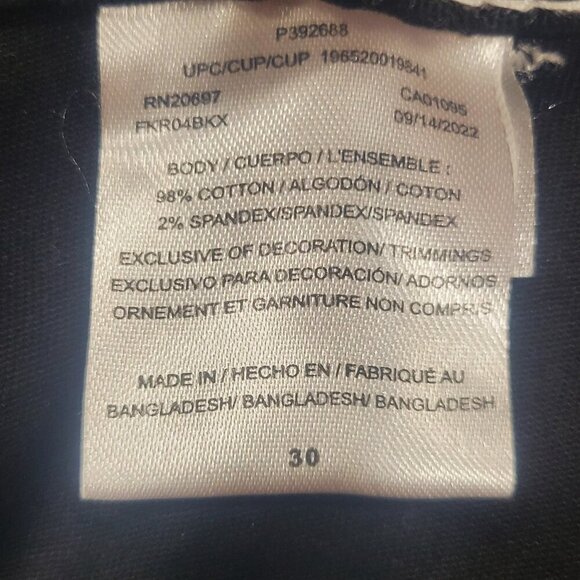 P392688
UPC/CUP/CUP 196520019841
RN20697 CA01095
FKR04BKX 09/14/2022
BODY / CUERPO / L'ENSEMBLE :
98% COTTON / ALGODÓN / COTON
2% SPANDEX/SPANDEX/SPANDEX
EXCLUSIVE OF DECORATION/ TRIMMINGS
EXCLUSIVO PARA DECORACIÓN/ ADORNOS
ORNEMENT ET GARNITURE NON COMPRIS
MADE IN / HECHO EN / FABRIQUÉ AU
BANGLADESH/ BANGLADESH/ BANGLADESH
30